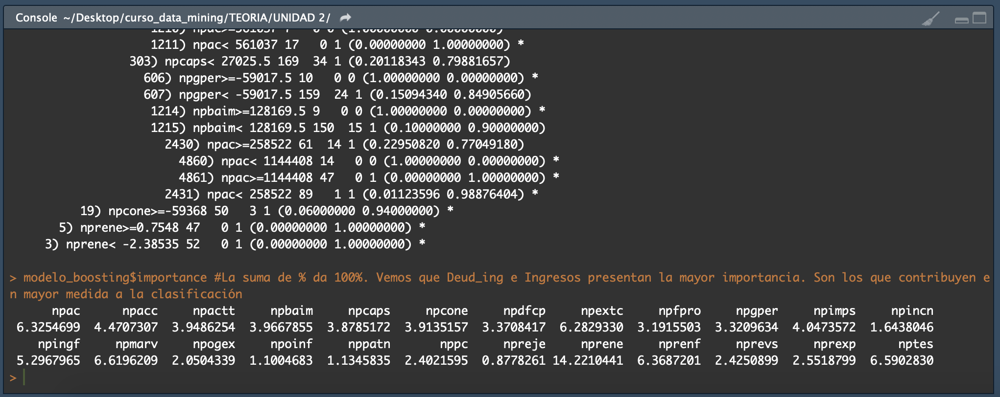 Console ~/Desktop/curso_data_mining/TEORIA/UNIDAD 2/
1210) npac>=561037 7   0 0 (1.00000000 0.00000000)
1211) npac< 561037 17   0 1 (0.00000000 1.00000000) *
303) npcaps< 27025.5 169  34 1 (0.20118343 0.79881657)
606) npgper>=-59017.5 10   0 0 (1.00000000 0.00000000) *
607) npgper< -59017.5 159  24 1 (0.15094340 0.84905660)
1214) npbaim>=128169.5 9   0 0 (1.00000000 0.00000000) *
1215) npbaim< 128169.5 150  15 1 (0.10000000 0.90000000)
2430) npac>=258522 61  14 1 (0.22950820 0.77049180)
4860) npac< 1144408 14   0 0 (1.00000000 0.00000000) *
4861) npac>=1144408 47   0 1 (0.00000000 1.00000000) *
2431) npac< 258522 89   1 1 (0.01123596 0.98876404) *
19) npcone>=-59368 50   3 1 (0.06000000 0.94000000) *
5) nprene>=0.7548 47   0 1 (0.00000000 1.00000000) *
3) nprene< -2.38535 52   0 1 (0.00000000 1.00000000) *
> modelo_boosting$importance #La suma de % da 100%. Vemos que Deud_ing e Ingresos presentan la mayor importancia. Son los que contribuyen e
n mayor medida a la clasificación
npac npacc npactt npbaim npcaps npcone npdfcp npextc npfpro npgper npimps npincn
6.3254699 4.4707307 3.9486254 3.9667855 3.8785172 3.9135157 3.3708417 6.2829330 3.1915503 3.3209634 4.0473572 1.6438046
npingf npmarv npogex npoinf nppatn nppc npreje nprene nprenf nprevs nprexp nptes
5.2967965 6.6196209 2.0504339 1.1004683 1.1345835 2.4021595 0.8778261 14.2210441 6.3687201 2.4250899 2.5518799 6.5902830
>